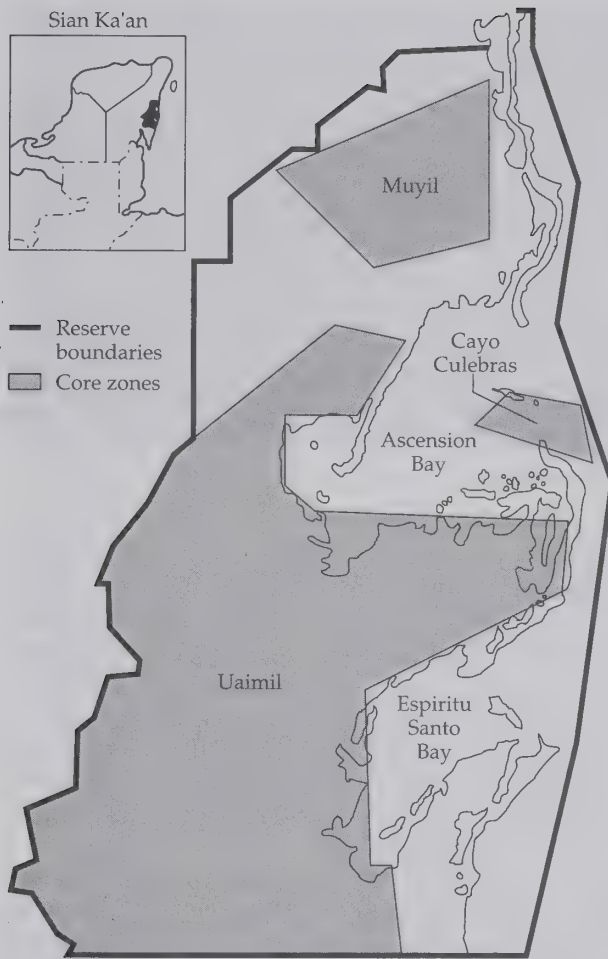 Sian Ka'an
Muyil
Reserve
boundaries
Core zones
Cayo
Culebras
Ascension
Bay
Uaimil
Espiritu
Santo
Bay